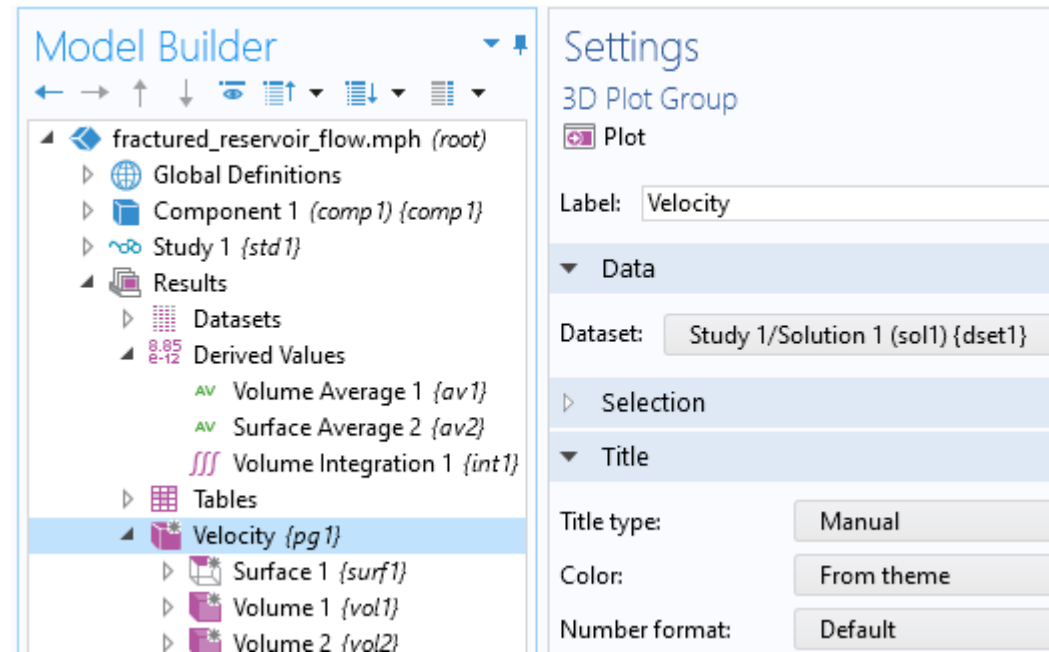 Model Builder
fractured_reservoir_flow.mph (root)
Global Definitions
Component 1 (comp1) {comp1}
Study 1 {std1}
Results
Datasets
8.85
e-12
Derived Values
AV Volume Average 1 {av1}
AV Surface Average 2 {av2}
Volume Integration 1 {int1}
Tables
Velocity {pg1}
Surface 1 {surf1}
Volume 1 {vol1}
Volume 2 {vol2}
Settings
3D Plot Group
Plot
Label: Velocity
Data
Dataset: Study 1/Solution 1 (sol1) {dset1}
Selection
Title
Title type: Manual
Color: From theme
Number format: Default